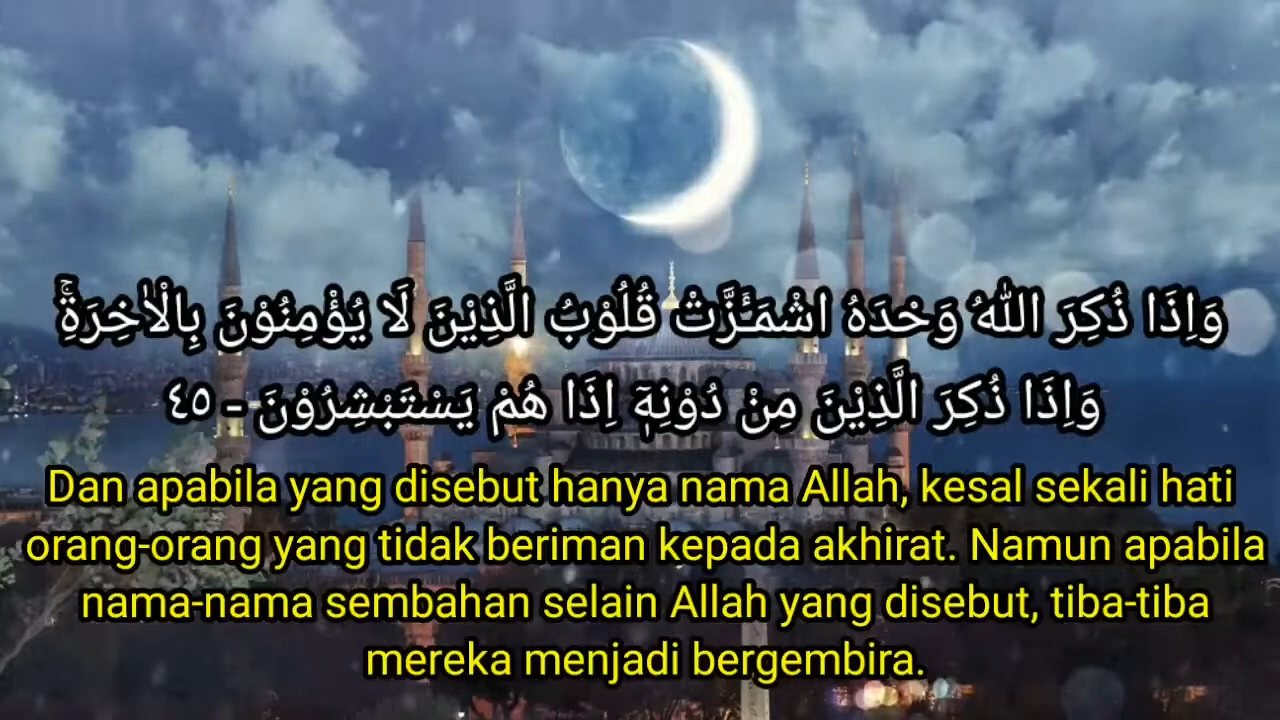 وَاِذَا ذُكِرَ اللّٰهُ وَحْدَهُ اشْمَـَٔزَّتْ قُلُوْبُ الَّذِيْنَ لَا يُؤْمِنُوْنَ بِالْاٰخِرَةِۚ
وَاِذَا ذُكِرَ الَّذِيْنَ مِنْ دُوْنِهٖٓ اِذَا هُمْ يَسْتَبْشِرُوْنَ - ٤٥
Dan apabila yang disebut hanya nama Allah, kesal sekali hati
orang-orang yang tidak beriman kepada akhirat. Namun apabila
nama-nama sembahan selain Allah yang disebut, tiba-tiba
mereka menjadi bergembira.